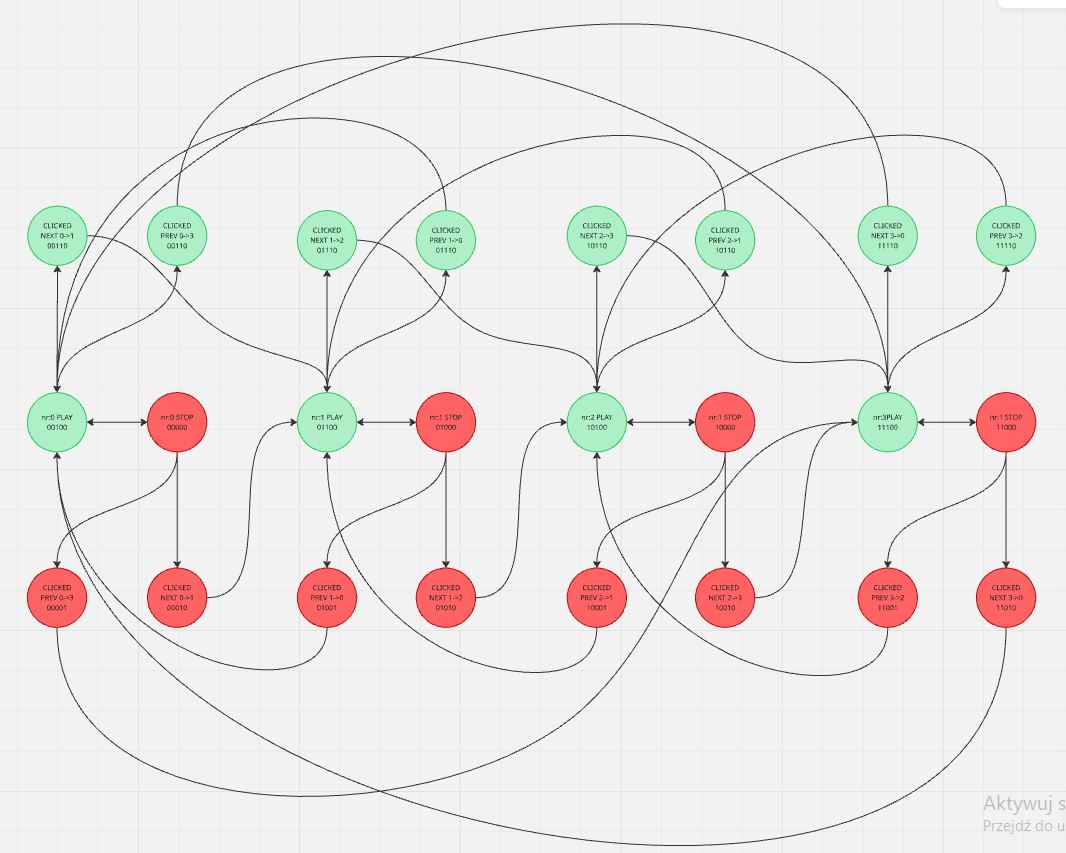 CLICKED
NEXT 0->1
00110
CLICKED
PREV 0->3
00110
CLICKED
NEXT 1->2
01110
CLICKED
PREV 1->0
01110
CLICKED
NEXT 2->3
10110
CLICKED
PREV 2->1
10110
CLICKED
NEXT 3->0
11110
CLICKED
PREV 3->2
11110
nr:0 PLAY
00100
nr:0 STOP
00000
nr:1 PLAY
01100
nr:1 STOP
01000
nr:2 PLAY
10100
nr:1 STOP
10000
nr:3PLAY
11100
nr:1 STOP
11000
CLICKED
PREV 0->3
00001
CLICKED
NEXT 0->1
00010
CLICKED
PREV 1->0
01001
CLICKED
NEXT 1->2
01010
CLICKED
PREV 2->1
10001
CLICKED
NEXT 2->3
10010
CLICKED
PREV 3->2
11001
CLICKED
NEXT 3->0
11010
Aktywuj s
Przejdź do u